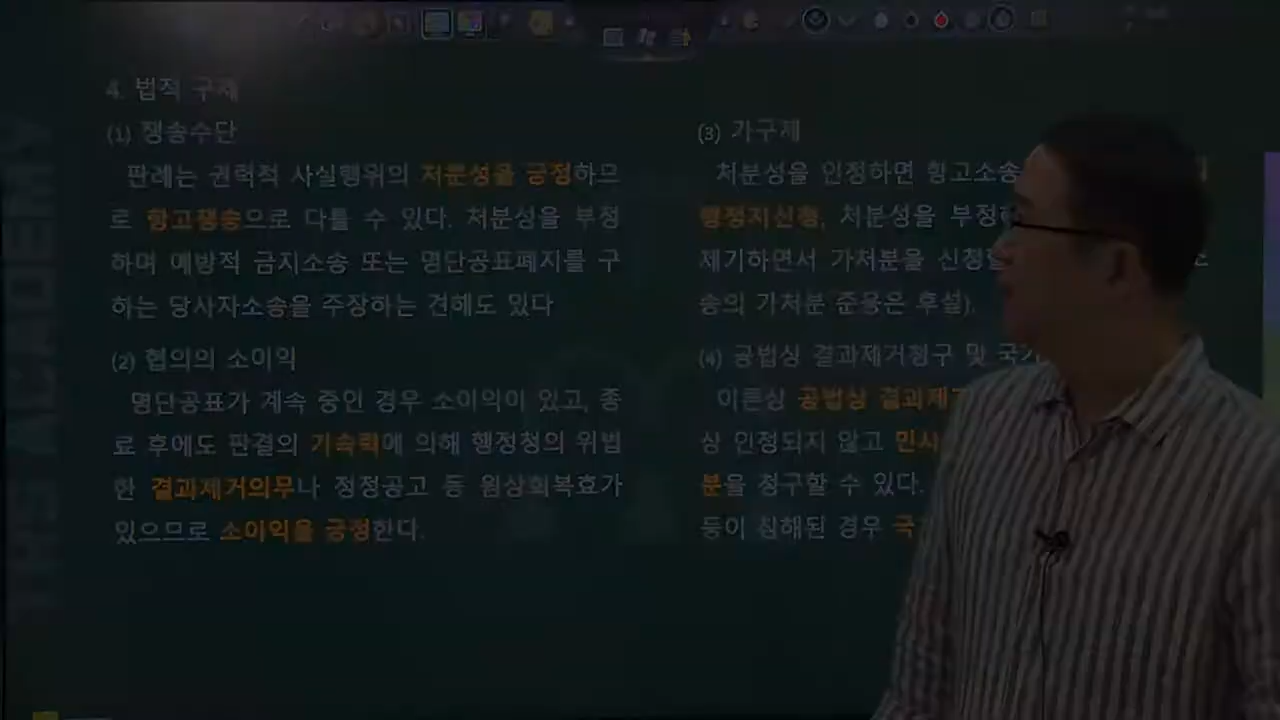 4. 법적 구제
(1) 쟁송수단
판례는 권력적 사실행위의 처분성을 긍정하므
로 항고쟁송으로 다툴 수 있다. 처분성을 부정
하며 예방적 금지소송 또는 명단공표폐지를 구
하는 당사자소송을 주장하는 견해도 있다
(2) 협의의 소이익
명단공표가 계속 중인 경우 소이익이 있고, 종
료 후에도 판결의 기속력에 의해 행정청의 위법
한 결과제거의무나 정정공고 등 원상회복효가
있으므로 소이익을 긍정한다.
(3) 가구제
처분성을 인정하면 항고소송
행정지신청, 처분성을 부정
제기하면서 가처분을 신청
송의 가처분 준용은 후설).
(4) 공법상 결과제거청구 및 국가
이론상 공법상 결과제거
상 인정되지 않고 민사
분을 청구할 수 있다.
등이 침해된 경우 국
THE ACADEMY